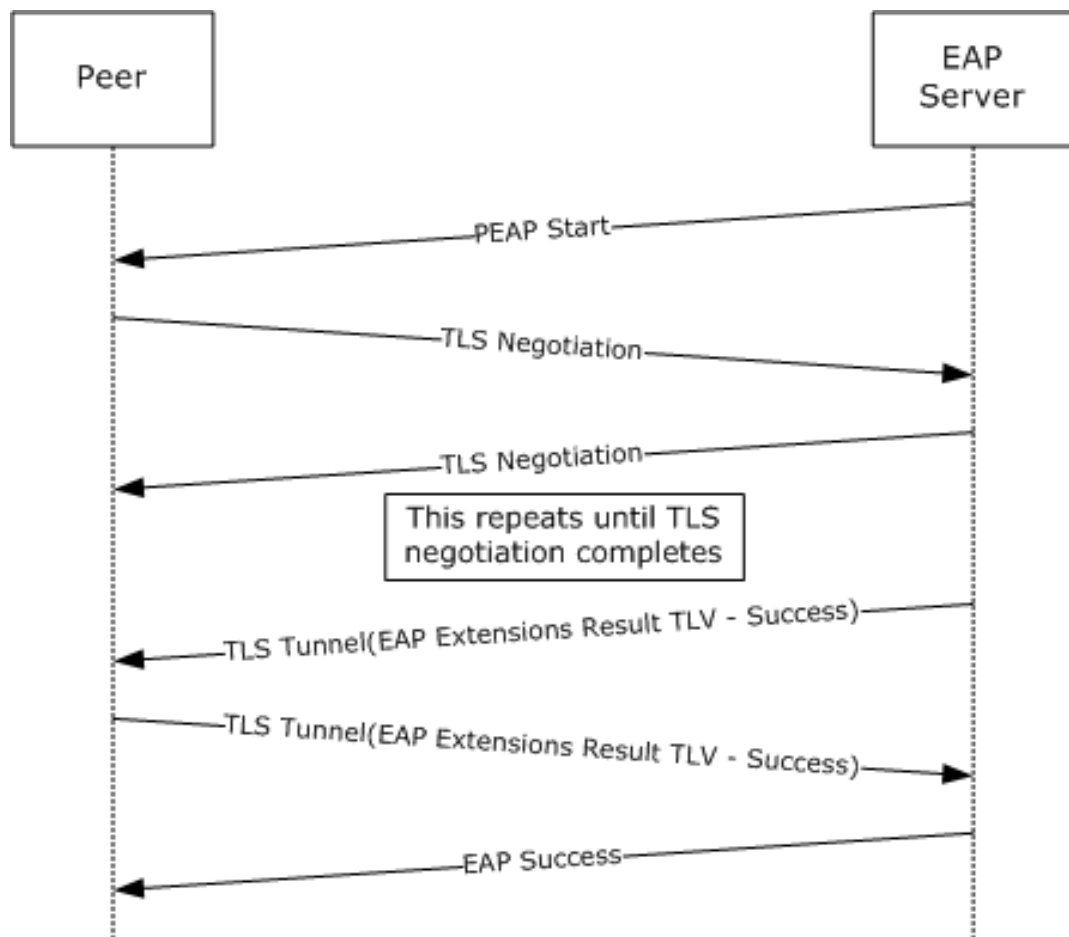 Peer
EAP
Server
PEAP Start
TLS Negotiation
TLS Negotiation
This repeats until TLS
negotiation completes
TLS Tunnel(EAP Extensions Result TLV - Success)
TLS Tunnel(EAP Extensions Result TLV - Success)
EAP Success